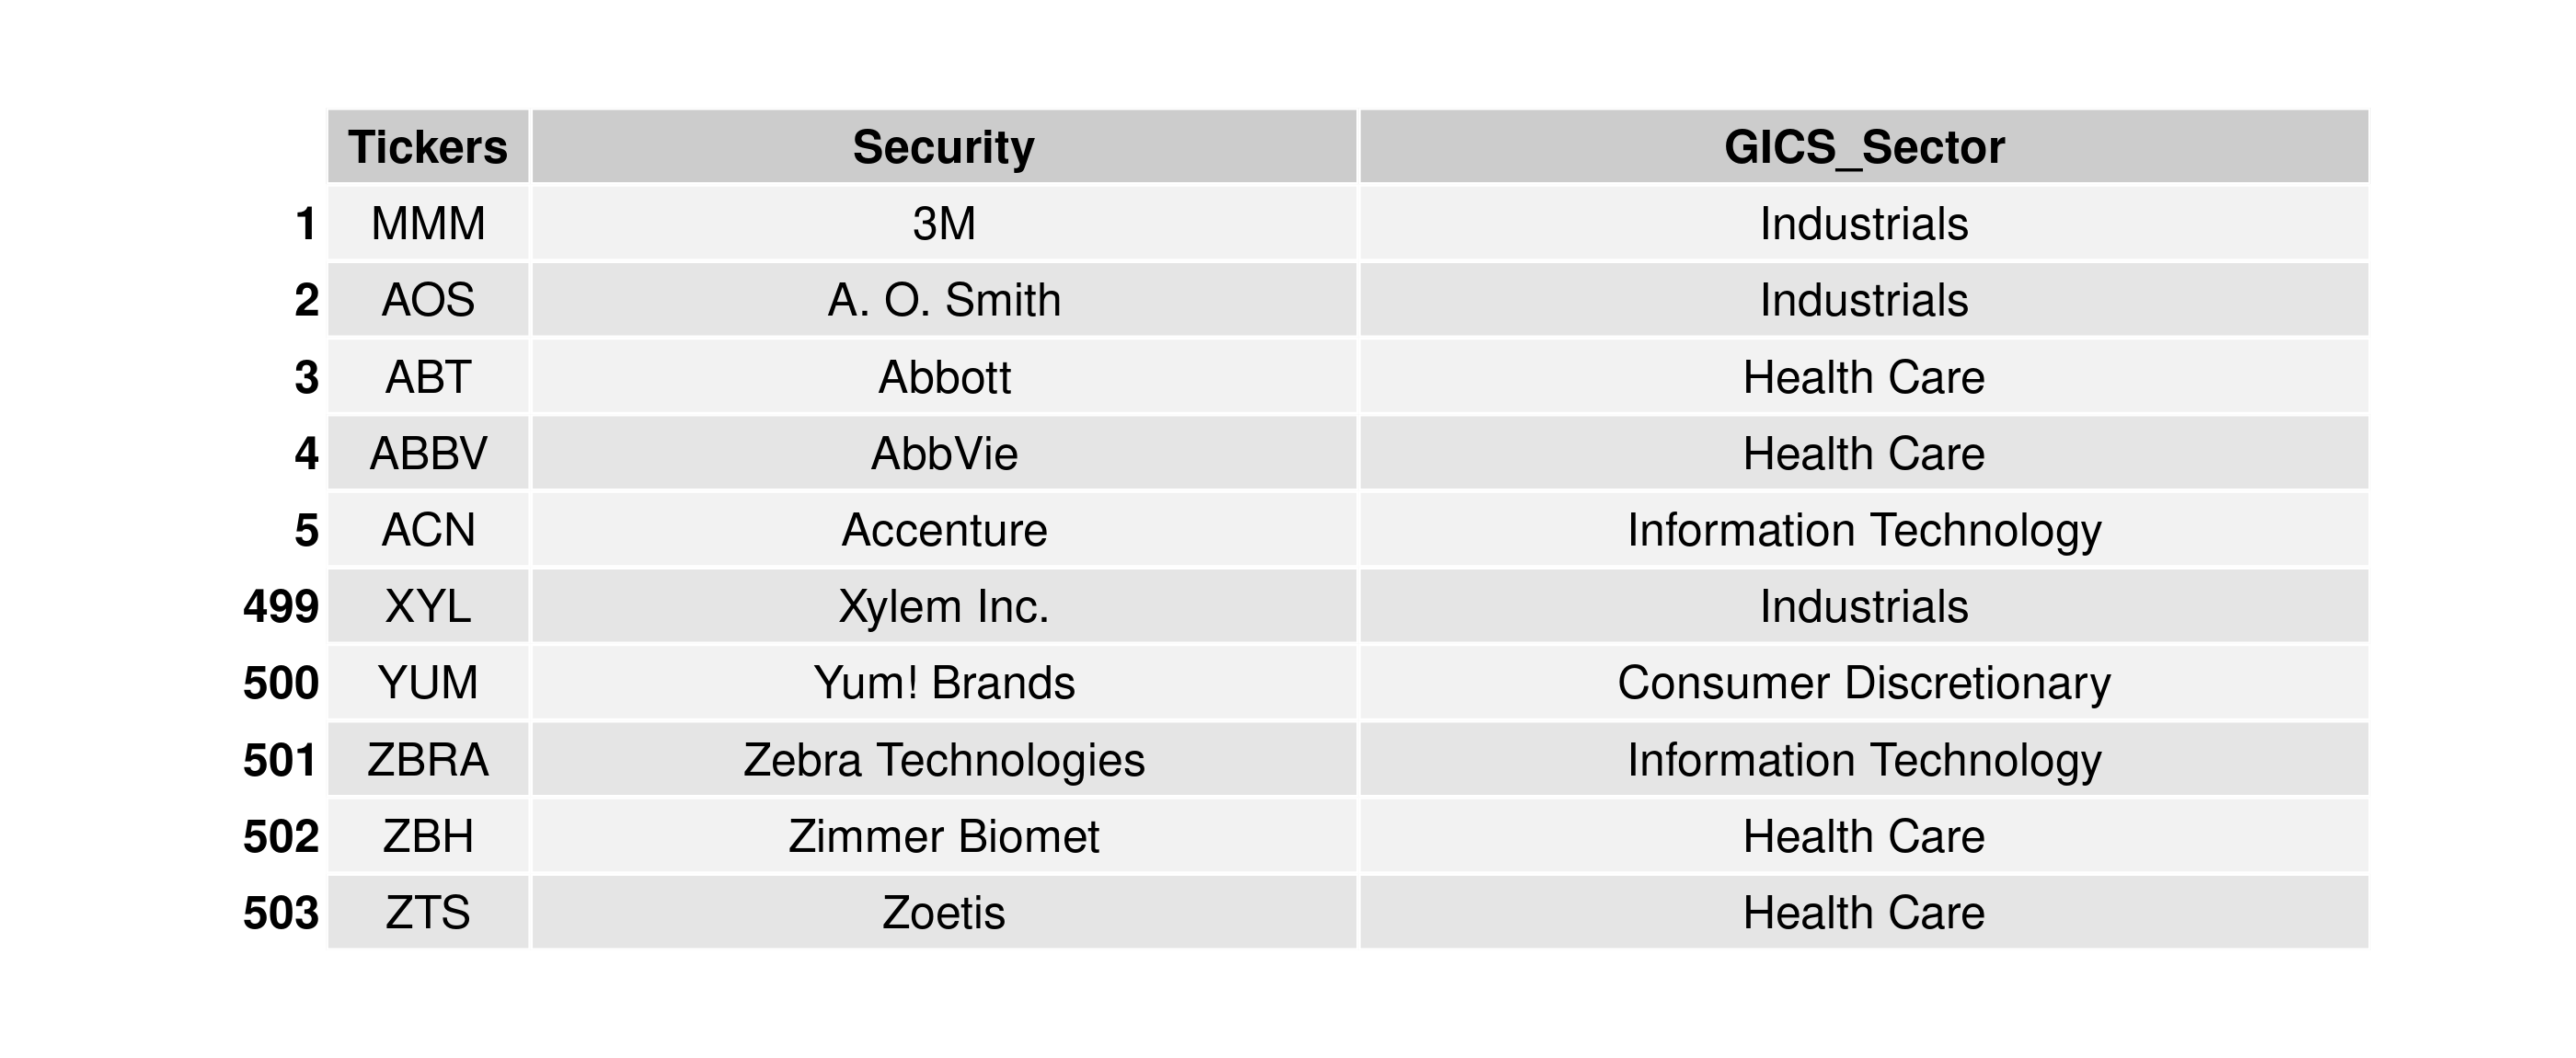 Tickers Security GICS_Sector
1 MMM 3M Industrials
2 AOS A. O. Smith Industrials
3 ABT Abbott Health Care
4 ABBV AbbVie Health Care
5 ACN Accenture Information Technology
499 XYL Xylem Inc. Industrials
500 YUM Yum! Brands Consumer Discretionary
501 ZBRA Zebra Technologies Information Technology
502 ZBH Zimmer Biomet Health Care
503 ZTS Zoetis Health Care